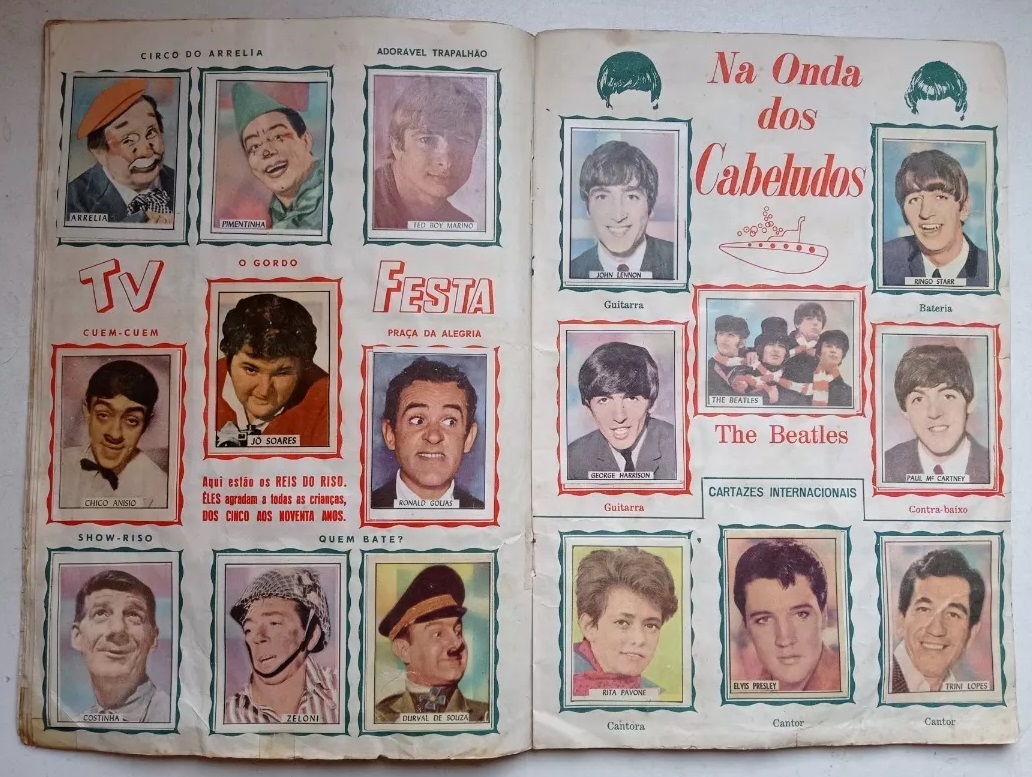 CIRCO DO ARRELIA
ADORÁVEL TRAPALHÃO
ARRELIA
PIMENTINHA
TED BOY MARINO
TV
O GORDO
FESTA
CUEM-CUEM
PRAÇA DA ALEGRIA
CHICO ANISIO
JÔ SOARES
RONALD GOLIAS
Aqui estão os REIS DO RISO.
ÊLES agradam a todas as crianças,
DOS CINCO AOS NOVENTA ANOS.
SHOW-RISO
QUEM BATE?
COSTINHA
ZELONI
DURVAL DE SOUZA
Na Onda
dos
Cabeludos
JOHN LENNON
RINGO STARR
Guitarra
Bateria
THE BEATLES
The Beatles
GEORGE HARRISON
PAUL Mc CARTNEY
Guitarra
CARTAZES INTERNACIONAIS
Contra-baixo
RITA PAVONE
ELVIS PRESLEY
TRINI LOPES
Cantora
Cantor
Cantor